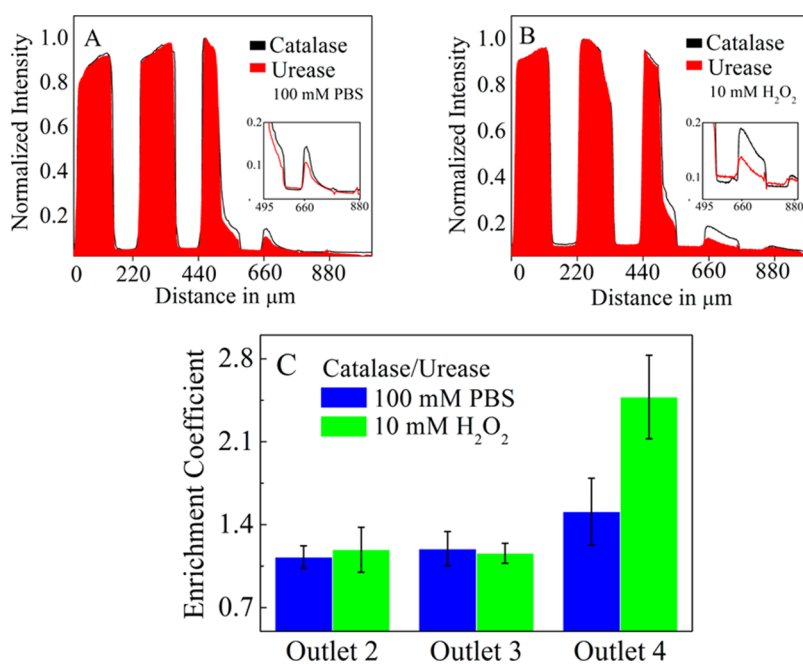 A
Catalase
Urease
100 mM PBS
Normalized Intensity
1.0
0.8
0.6
0.4
0.2
0.2
0.1
495 660 880
0 220 440 660 880
Distance in µm
B
Catalase
Urease
10 mM H₂O₂
Normalized Intensity
1.0
0.8
0.6
0.4
0.2
0.2
0.1
495 660 880
0 220 440 660 880
Distance in µm
C
Catalase/Urease
100 mM PBS
10 mM H₂O₂
Enrichment Coefficient
2.8
2.1
1.4
0.7
Outlet 2 Outlet 3 Outlet 4